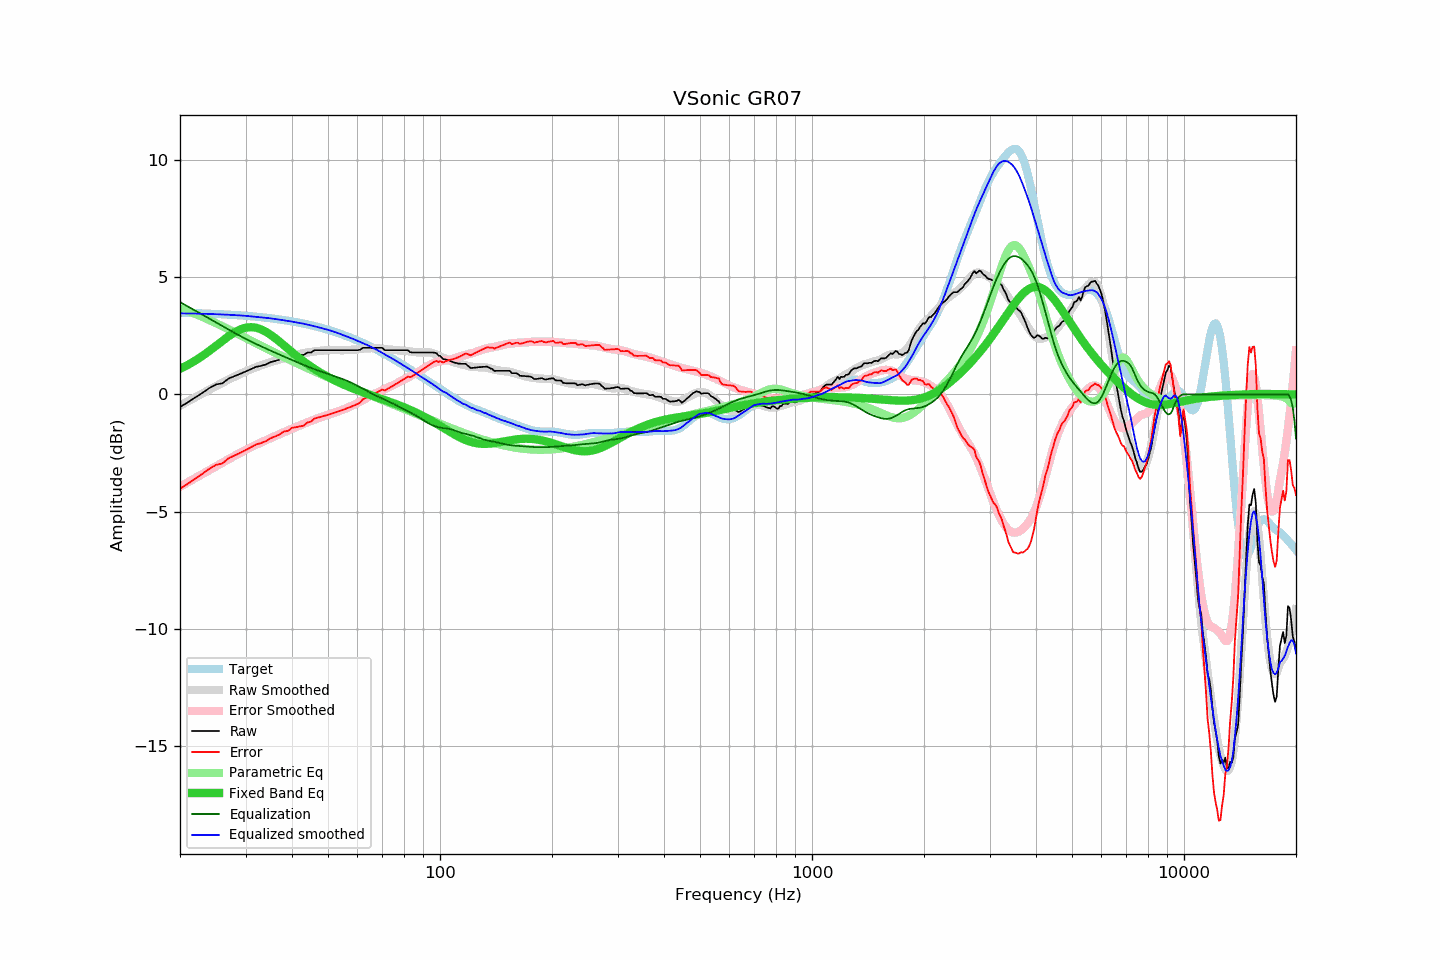 VSonic GR07
10
5
0
−5
−10
−15
Amplitude (dBr)
Target
Raw Smoothed
Error Smoothed
Raw
Error
Parametric Eq
Fixed Band Eq
Equalization
Equalized smoothed
100
1000
10000
Frequency (Hz)